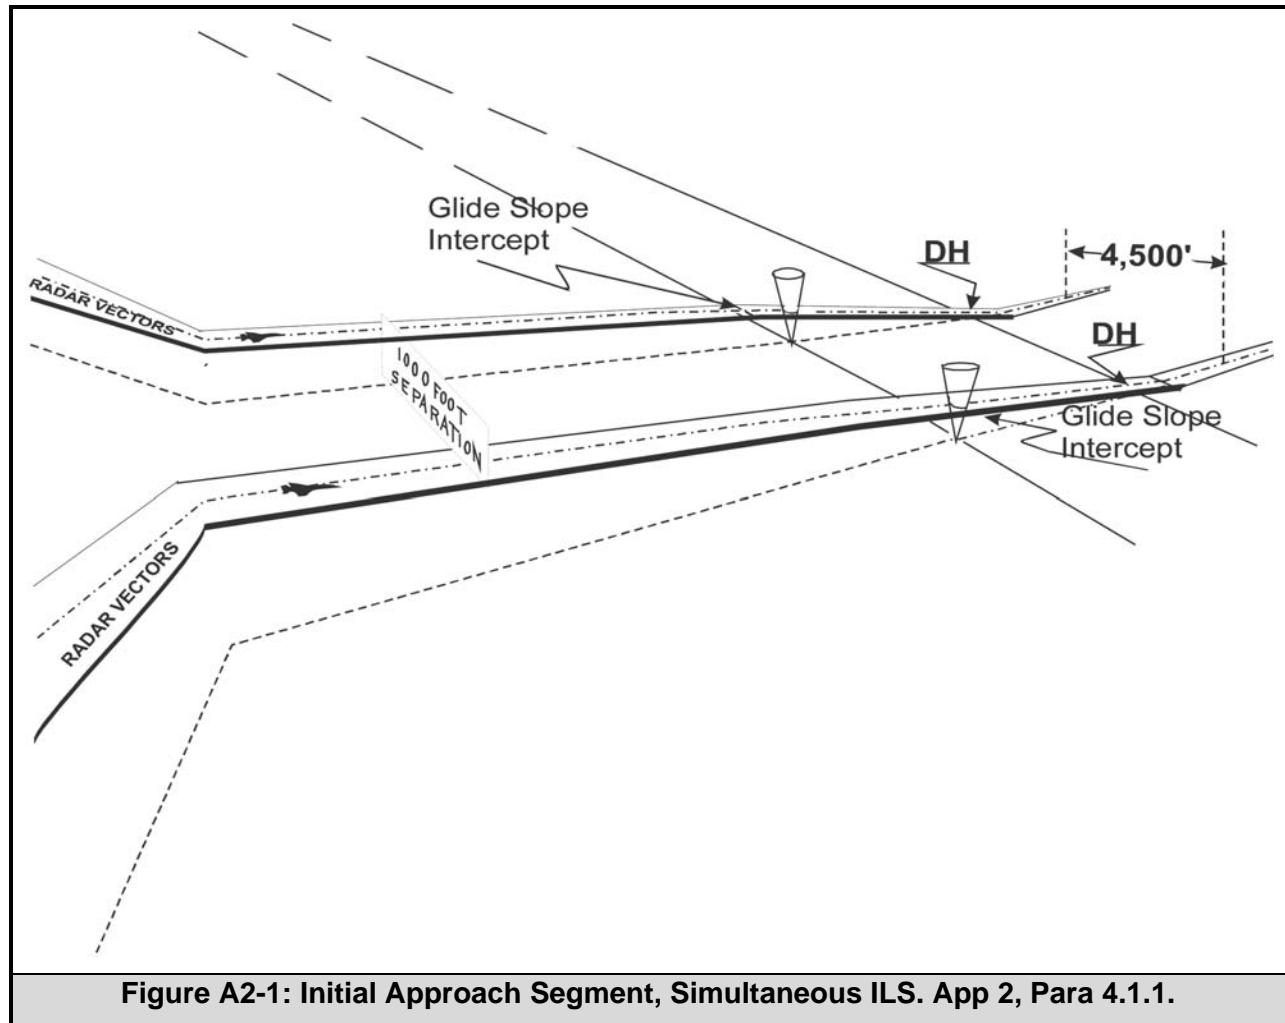 Glide Slope
Intercept
DH
4,500'
RADAR VECTORS
DH
1000 FOOT
SEPARATION
Glide Slope
Intercept
RADAR VECTORS
Figure A2-1: Initial Approach Segment, Simultaneous ILS. App 2, Para 4.1.1.